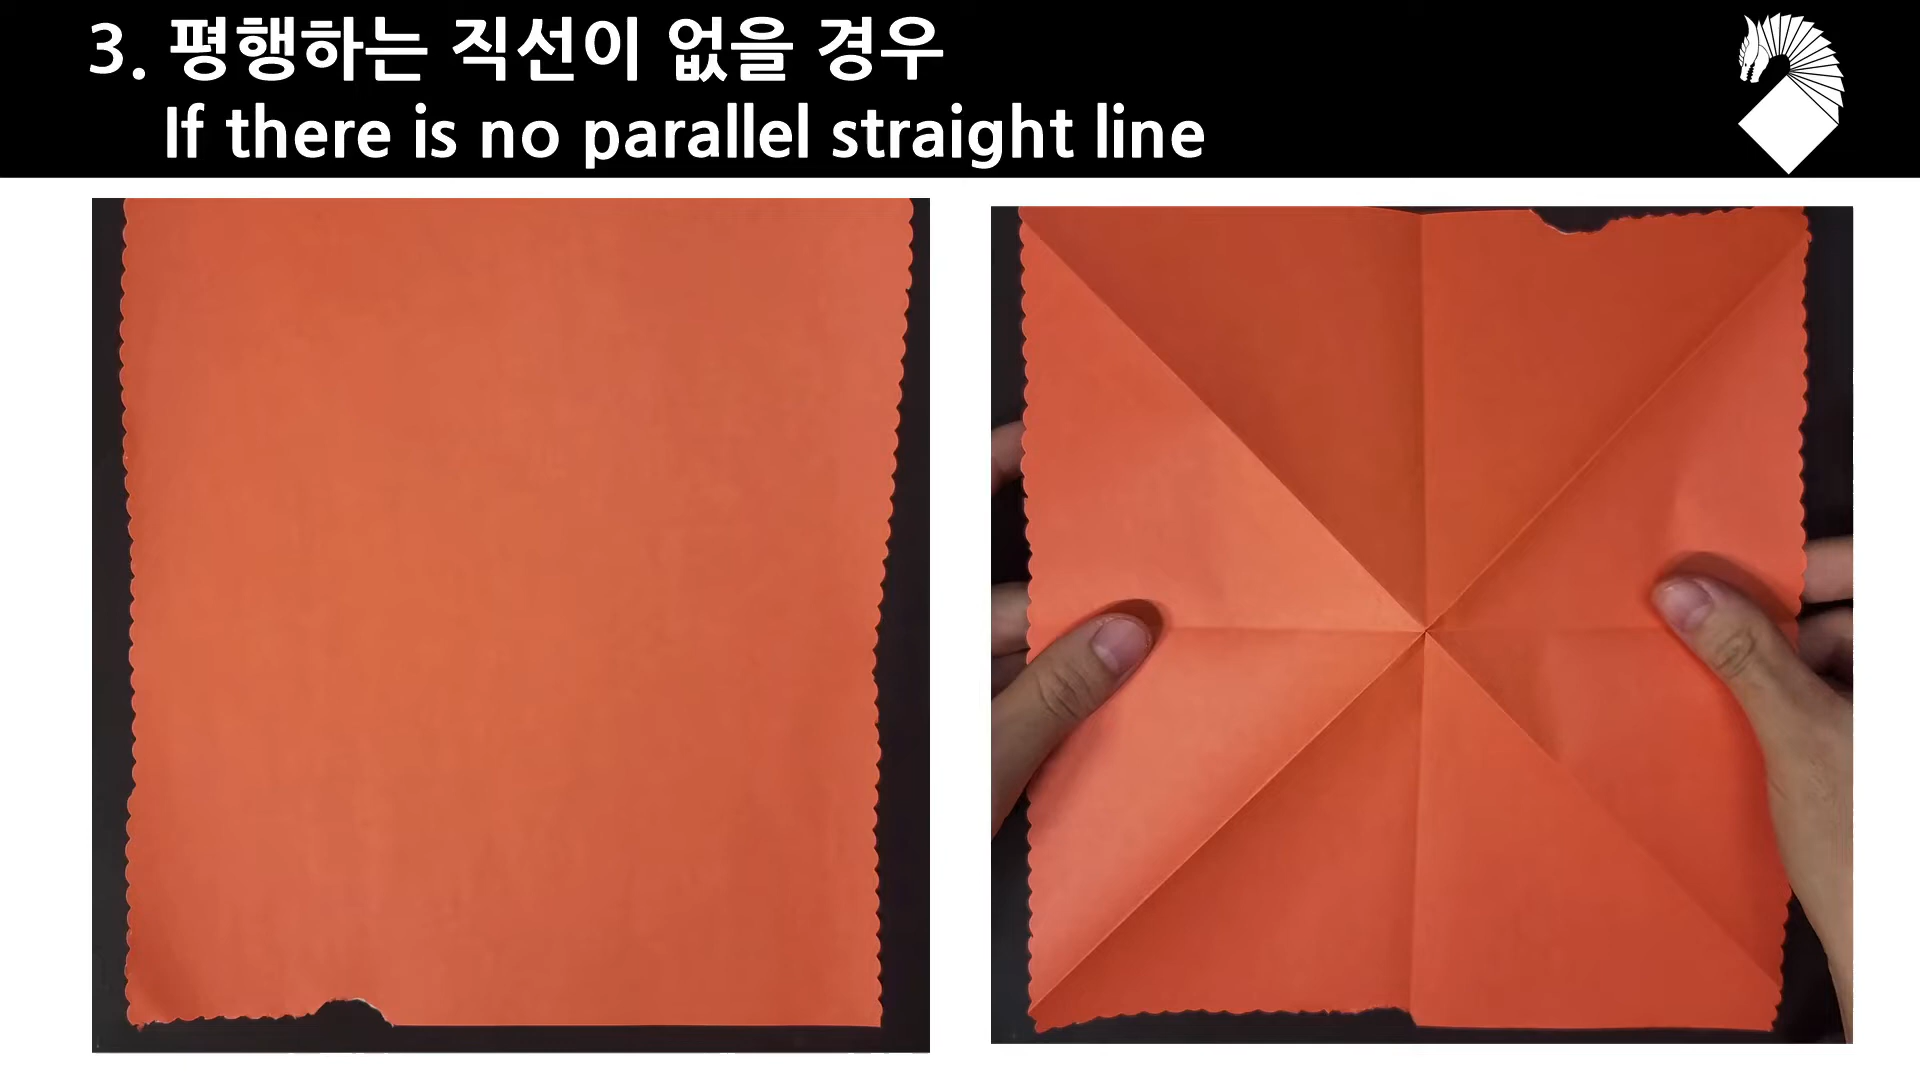 3. 평행하는 직선이 없을 경우
If there is no parallel straight line